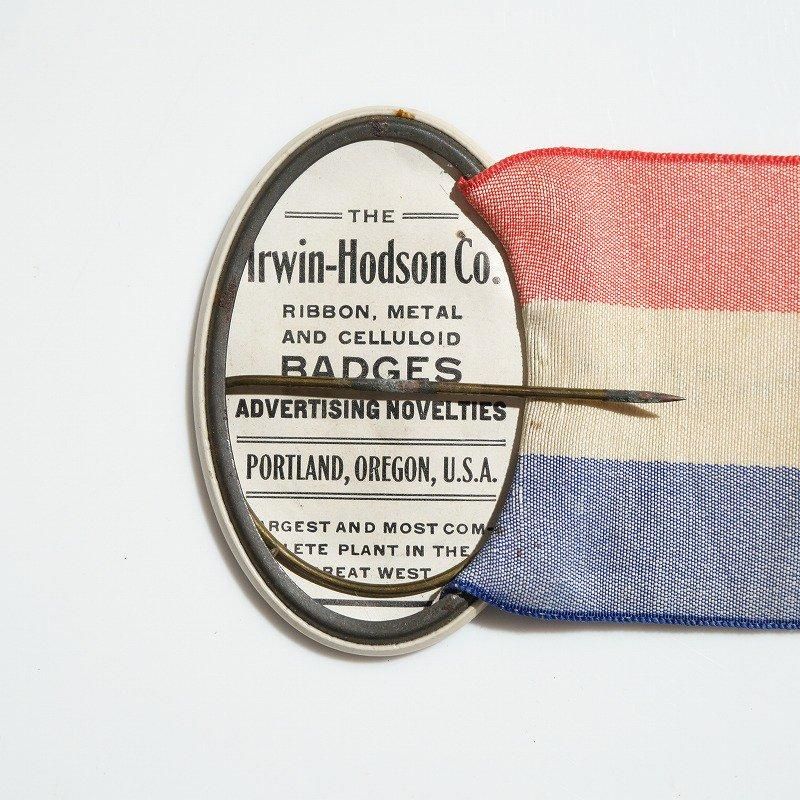 THE
Irwin-Hodson Co.
RIBBON, METAL
AND CELLULOID
BADGES
ADVERTISING NOVELTIES
PORTLAND, OREGON, U.S.A.
ARGEST AND MOST COM-
LETE PLANT IN THE
REAT WEST